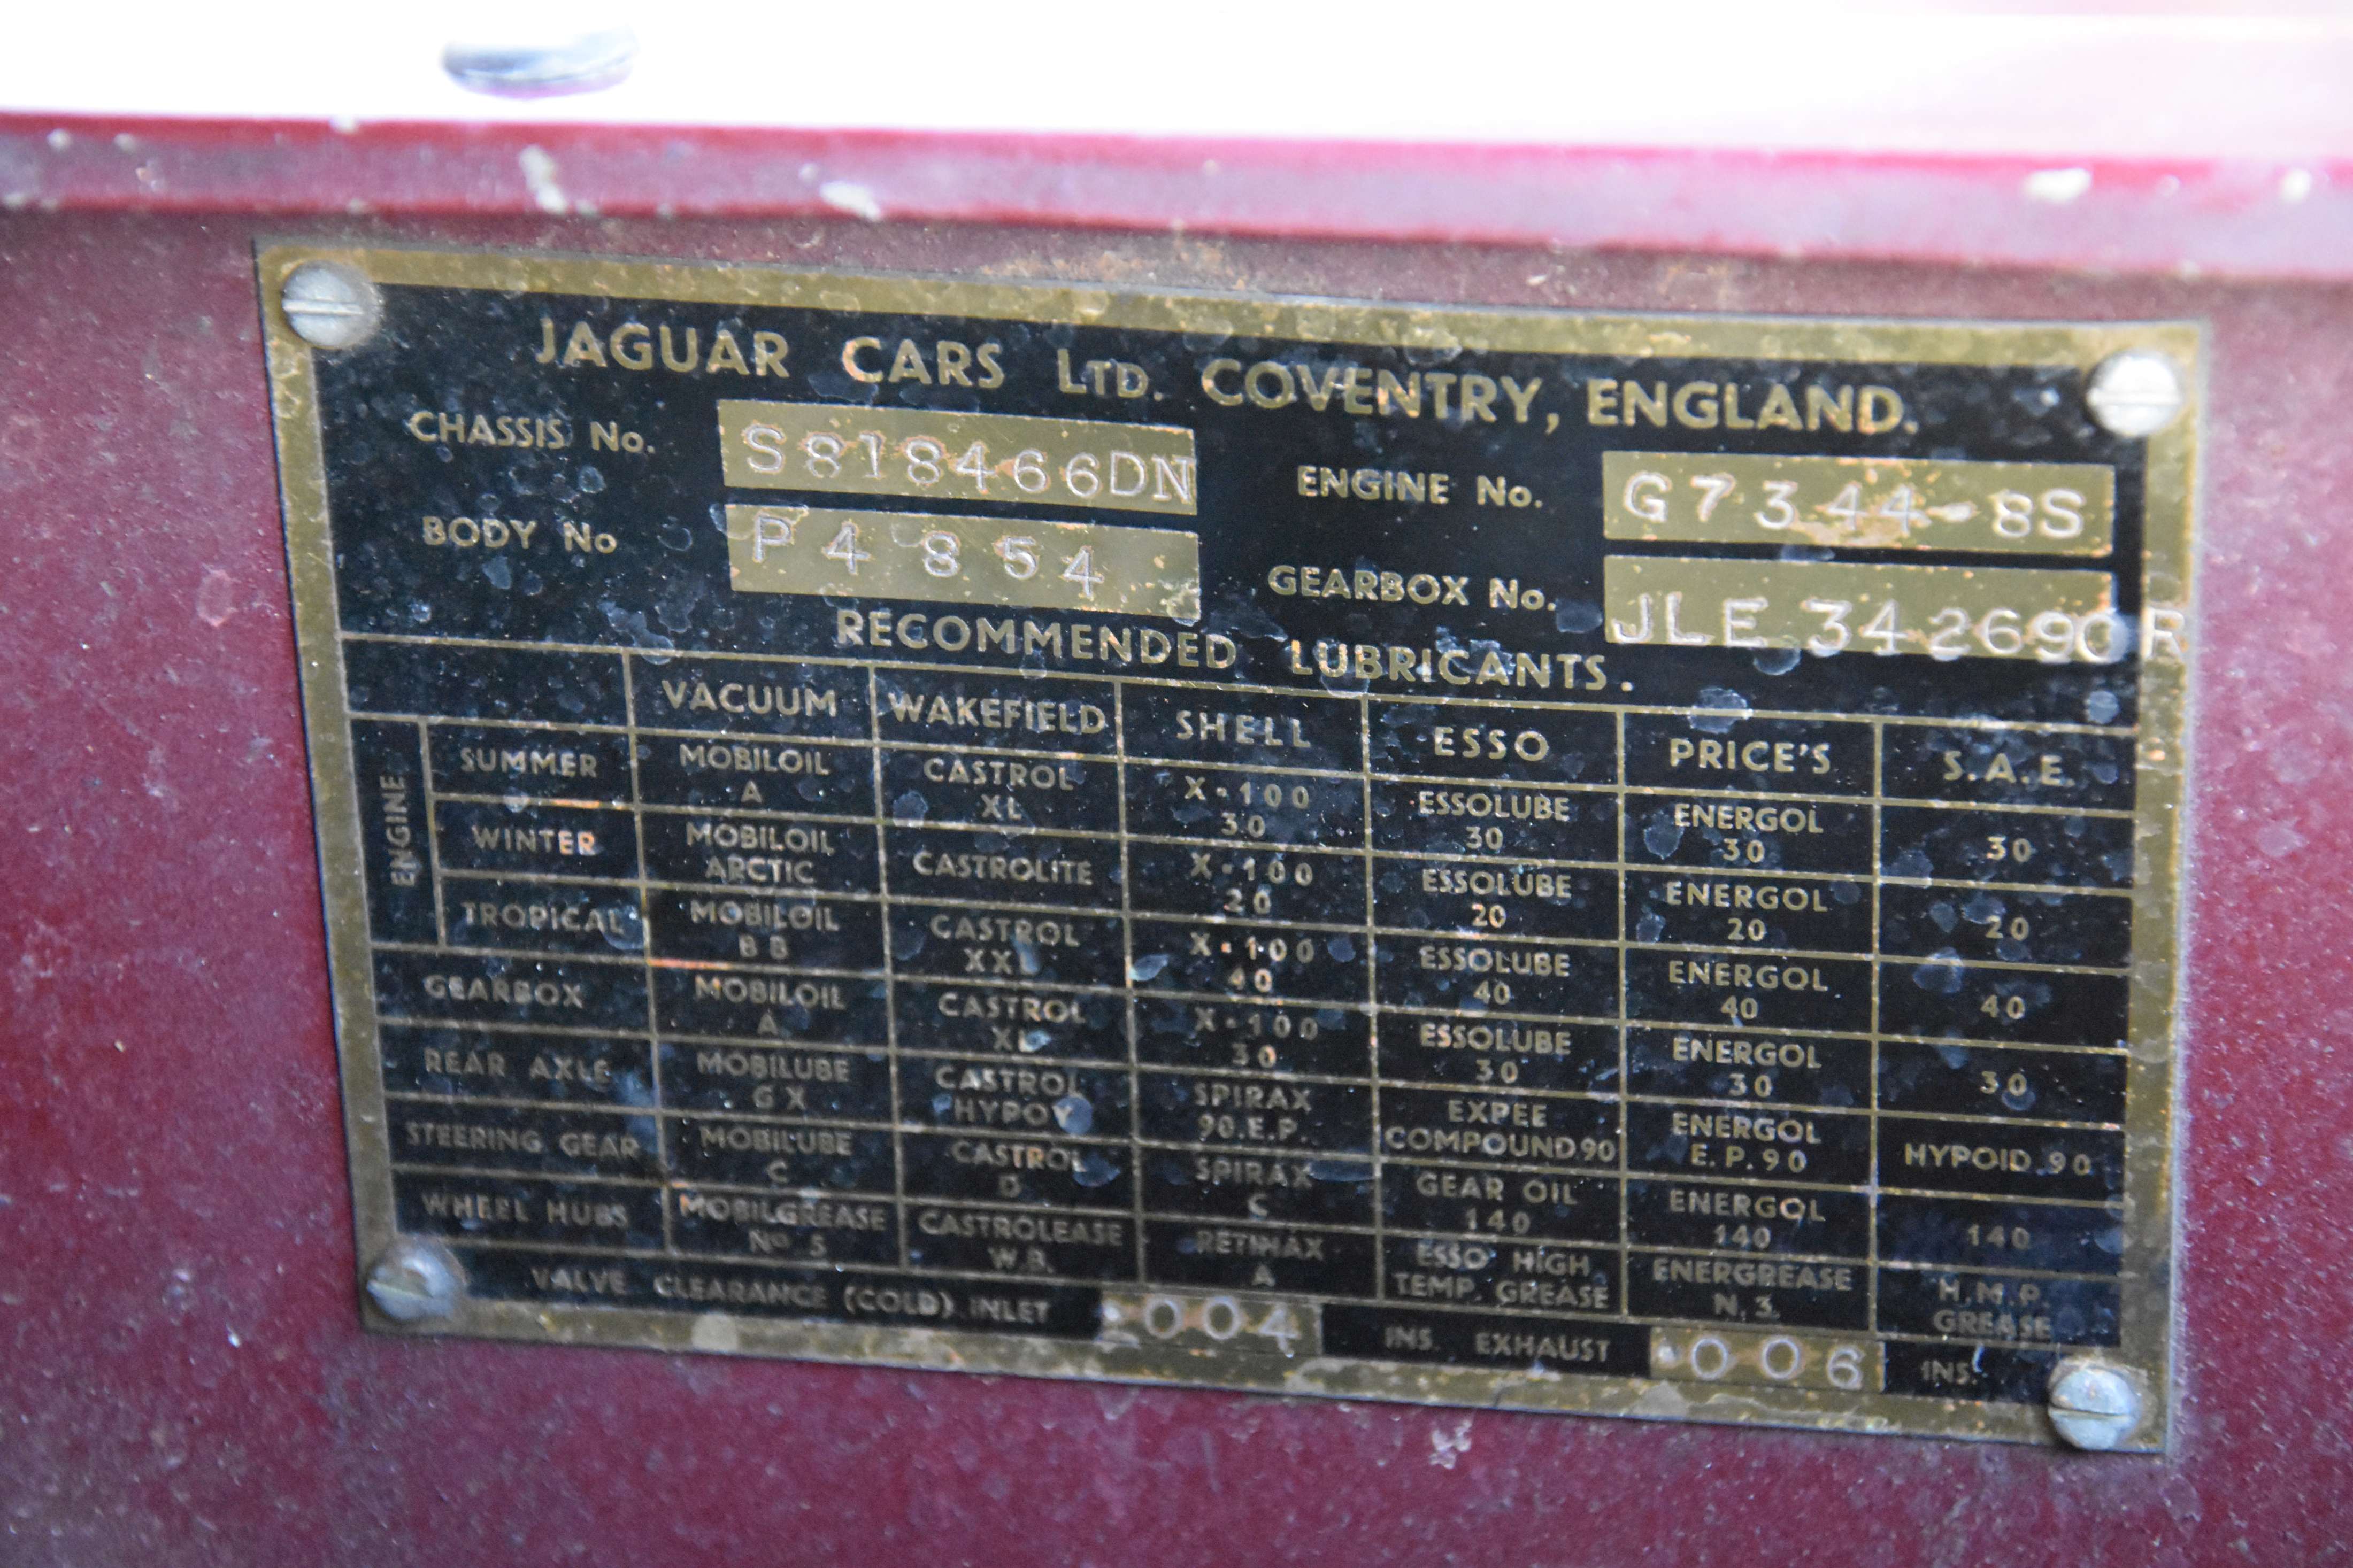 JAGUAR CARS LTD. COVENTRY, ENGLAND.
CHASSIS No. S818466DN
ENGINE No. G7344-8S
BODY No P4854
GEARBOX No. JLE 34269CR
RECOMMENDED LUBRICANTS.
VACUUM WAKEFIELD SHELL ESSO PRICE'S S.A.E.
ENGINE
SUMMER MOBILOIL A CASTROL XL X-100 30 ESSOLUBE 30 ENERGOL 30 30
WINTER MOBILOIL ARCTIC CASTROLITE X-100 20 ESSOLUBE 20 ENERGOL 20 20
TROPICAL MOBILOIL BB CASTROL XXL X-100 40 ESSOLUBE 40 ENERGOL 40 40
GEARBOX MOBILOIL A CASTROL XL X-100 30 ESSOLUBE 30 ENERGOL 30 30
REAR AXLE MOBILUBE GX CASTROL HYPOY SPIRAX 90.E.P. EXPEE COMPOUND 90 ENERGOL E.P.90 HYPOID.90
STEERING GEAR MOBILUBE C CASTROL D SPIRAX C GEAR OIL 140 ENERGOL 140 140
WHEEL HUBS MOBILGREASE No 5 CASTROLEASE W.B. RETINAX A ESSO HIGH TEMP. GREASE ENERGREASE N.3. H.M.P. GREASE
VALVE CLEARANCE (COLD) INLET .004 INS. EXHAUST .006 INS.